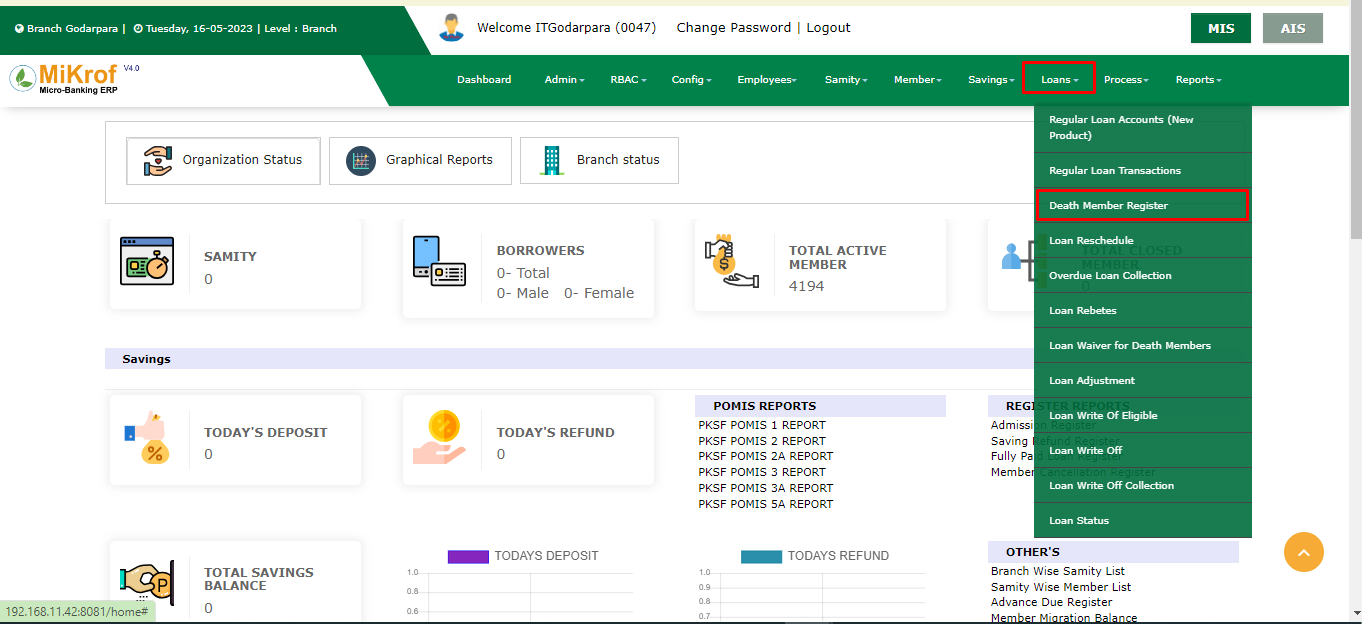 Branch Godarpara | Tuesday, 16-05-2023 | Level : Branch
Welcome ITGodarpara (0047) Change Password | Logout
MIS AIS
MiKrof V4.0
Micro-Banking ERP
Dashboard Admin RBAC Config Employees Samity Member Savings Loans Process Reports
Regular Loan Accounts (New
Product)
Regular Loan Transactions
Death Member Register
Loan Reschedule
Overdue Loan Collection
Loan Rebetes
Loan Waiver for Death Members
Loan Adjustment
Loan Write Of Eligible
Loan Write Off
Loan Write Off Collection
Loan Status
Organization Status Graphical Reports Branch status
SAMITY
0
BORROWERS
0- Total
0- Male 0- Female
TOTAL ACTIVE
MEMBER
4194
TOTAL CLOSED
MEMBER
0
Savings
TODAY'S DEPOSIT
0
TODAY'S REFUND
0
POMIS REPORTS
PKSF POMIS 1 REPORT
PKSF POMIS 2 REPORT
PKSF POMIS 2A REPORT
PKSF POMIS 3 REPORT
PKSF POMIS 3A REPORT
PKSF POMIS 5A REPORT
REGISTER REPORTS
Admission Register
Saving Refund Register
Fully Paid Loan Register
Member Cancellation Register
TOTAL SAVINGS
BALANCE
0
TODAYS DEPOSIT
1.0
0.8
0.6
TODAYS REFUND
1.0
0.9
0.8
0.7
OTHER'S
Branch Wise Samity List
Samity Wise Member List
Advance Due Register
Member Migration Balance
192.168.11.42:8081/home#